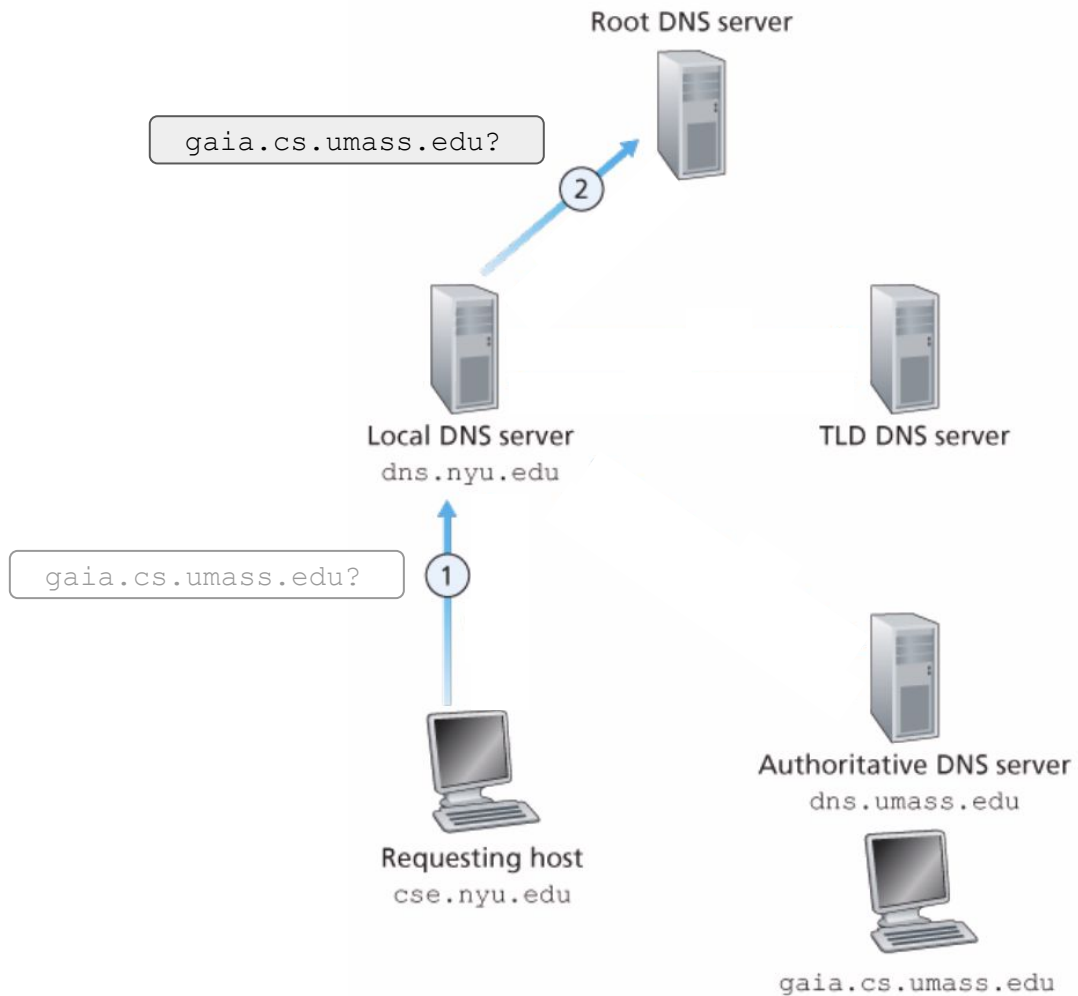 Root DNS server
gaia.cs.umass.edu?
2
Local DNS server
dns.nyu.edu
TLD DNS server
gaia.cs.umass.edu?
1
Requesting host
cse.nyu.edu
Authoritative DNS server
dns.umass.edu
gaia.cs.umass.edu